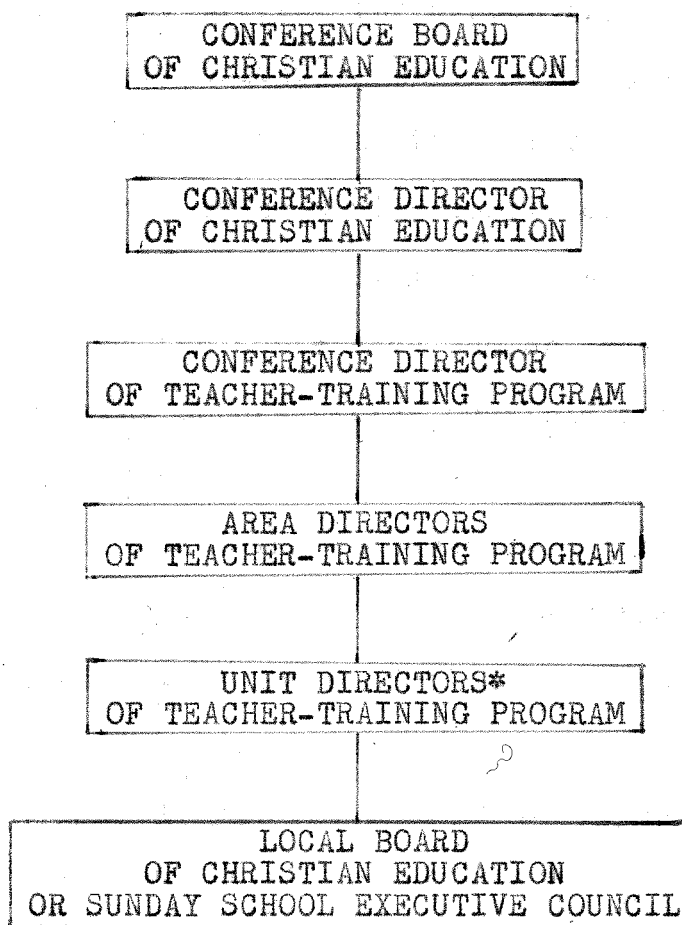 CONFERENCE BOARD
OF CHRISTIAN EDUCATION
CONFERENCE DIRECTOR
OF CHRISTIAN EDUCATION
CONFERENCE DIRECTOR
OF TEACHER-TRAINING PROGRAM
AREA DIRECTORS
OF TEACHER-TRAINING PROGRAM
UNIT DIRECTORS*
OF TEACHER-TRAINING PROGRAM
LOCAL BOARD
OF CHRISTIAN EDUCATION
OR SUNDAY SCHOOL EXECUTIVE COUNCIL